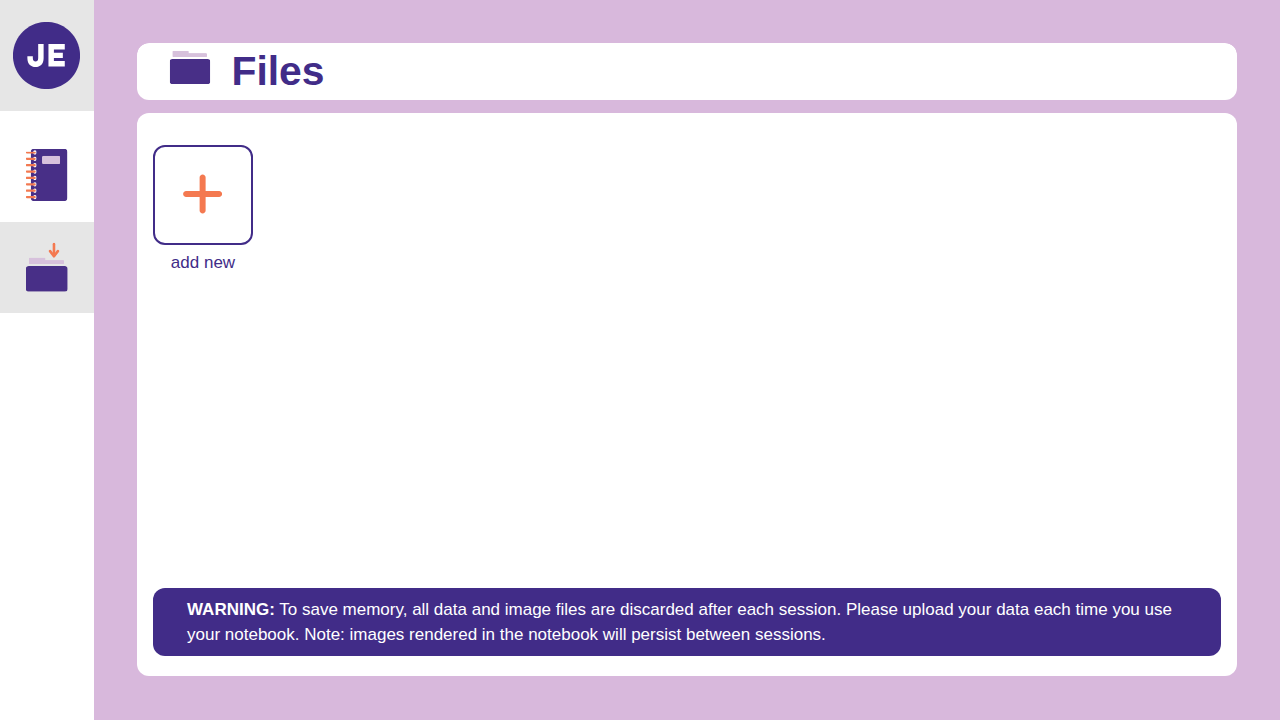 JE
Files
add new
WARNING: To save memory, all data and image files are discarded after each session. Please upload your data each time you use
your notebook. Note: images rendered in the notebook will persist between sessions.